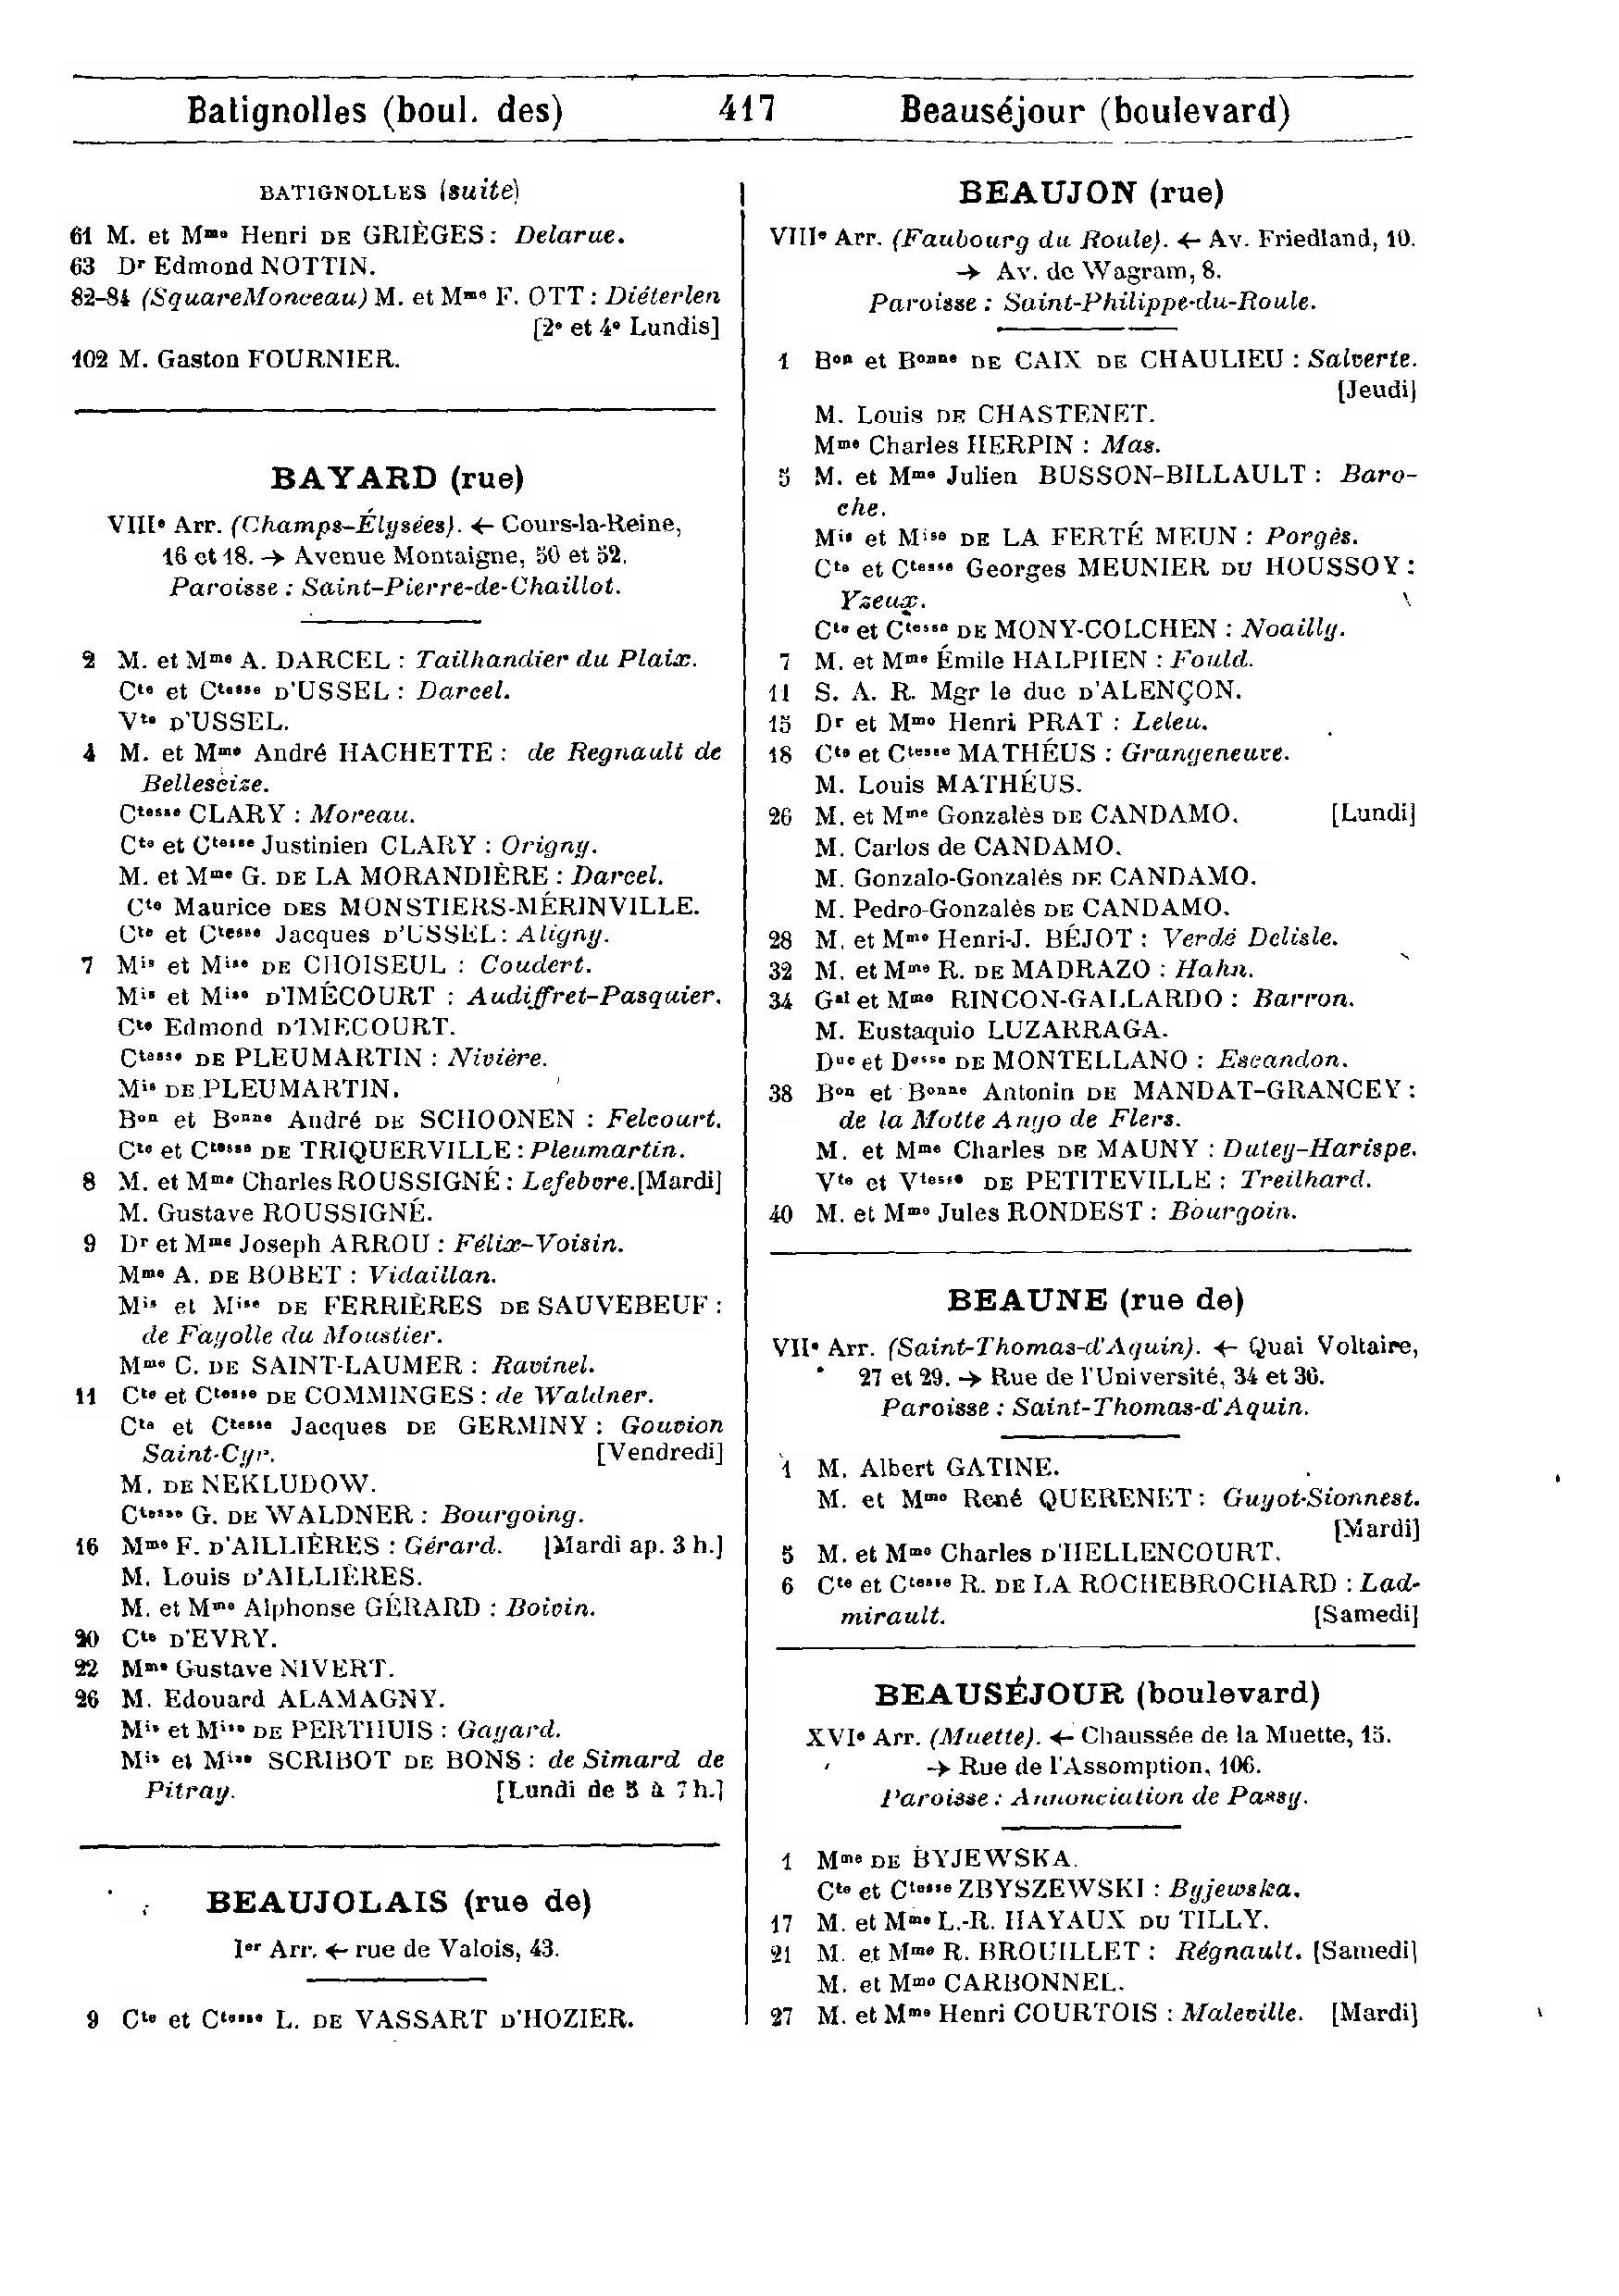 Batignolles (boul. des) 417 Beauséjour (boulevard)
BATIGNOLLES (suite)
61 M. et Mme Henri DE GRIÈGES : Delarue.
63 Dr Edmond NOTTIN.
82-84 (Square Monceau) M. et Mme F. OTT : Diéterlen
[2e et 4e Lundis]
102 M. Gaston FOURNIER.
BAYARD (rue)
VIIIe Arr. (Champs-Élysées). ← Cours-la-Reine,
16 et 18. → Avenue Montaigne, 50 et 52.
Paroisse : Saint-Pierre-de-Chaillot.
2 M. et Mme A. DARCEL : Tailhandier du Plaix.
Cte et Ctesse D'USSEL : Darcel.
Vte D'USSEL.
4 M. et Mme André HACHETTE : de Regnault de
Bellescize.
Ctesse CLARY : Moreau.
Cte et Ctesse Justinien CLARY : Origny.
M. et Mme G. DE LA MORANDIÈRE : Darcel.
Cte Maurice DES MONSTIERS-MÉRINVILLE.
Cte et Ctesse Jacques D'USSEL : Aligny.
7 Mis et Mise DE CHOISEUL : Coudert.
Mis et Mise D'IMÉCOURT : Audiffret-Pasquier.
Cte Edmond D'IMECOURT.
Ctesse DE PLEUMARTIN : Nivière.
Mis DE PLEUMARTIN.
Bon et Bonne André DE SCHOONEN : Felcourt.
Cte et Ctesse DE TRIQUERVILLE : Pleumartin.
8 M. et Mme Charles ROUSSIGNÉ : Lefebvre. [Mardi]
M. Gustave ROUSSIGNÉ.
9 Dr et Mme Joseph ARROU : Félix-Voisin.
Mme A. DE BOBET : Vidaillan.
Mis et Mise DE FERRIÈRES DE SAUVEBEUF :
de Fayolle du Moustier.
Mme C. DE SAINT-LAUMER : Ravinel.
11 Cte et Ctesse DE COMMINGES : de Waldner.
Cte et Ctesse Jacques DE GERMINY : Gouvion
Saint-Cyr. [Vendredi]
M. DE NEKLUDOW.
Ctesse G. DE WALDNER : Bourgoing.
16 Mme F. D'AILLIÈRES : Gérard. [Mardi ap. 3 h.]
M. Louis D'AILLIÈRES.
M. et Mme Alphonse GÉRARD : Boivin.
20 Cte D'EVRY.
22 Mme Gustave NIVERT.
26 M. Edouard ALAMAGNY.
Mis et Mise DE PERTHUIS : Gayard.
Mis et Mise SCRIBOT DE BONS : de Simard de
Pitray. [Lundi de 5 à 7 h.]
BEAUJOLAIS (rue de)
Ier Arr. ← rue de Valois, 43.
9 Cte et Ctesse L. DE VASSART D'HOZIER.
BEAUJON (rue)
VIIIe Arr. (Faubourg du Roule). ← Av. Friedland, 10.
→ Av. de Wagram, 8.
Paroisse : Saint-Philippe-du-Roule.
1 Bon et Bonne DE CAIX DE CHAULIEU : Salverte.
[Jeudi]
M. Louis DE CHASTENET.
Mme Charles HERPIN : Mas.
5 M. et Mme Julien BUSSON-BILLAULT : Baro-
che.
Mis et Mise DE LA FERTÉ MEUN : Porgès.
Cte et Ctesse Georges MEUNIER DU HOUSSOY :
Yzeux.
Cte et Ctesse DE MONY-COLCHEN : Noailly.
7 M. et Mme Émile HALPHEN : Fould.
11 S. A. R. Mgr le duc D'ALENÇON.
15 Dr et Mme Henri PRAT : Leleu.
18 Cte et Ctesse MATHÉUS : Grangeneuve.
M. Louis MATHÉUS.
26 M. et Mme Gonzalès DE CANDAMO. [Lundi]
M. Carlos de CANDAMO.
M. Gonzalo-Gonzalés DE CANDAMO.
M. Pedro-Gonzalès DE CANDAMO.
28 M. et Mme Henri-J. BÉJOT : Verdé Delisle.
32 M. et Mme R. DE MADRAZO : Hahn.
34 Gal et Mme RINCON-GALLARDO : Barron.
M. Eustaquio LUZARRAGA.
Duc et Desse DE MONTELLANO : Escandon.
38 Bon et Bonne Antonin DE MANDAT-GRANCEY :
de la Motte Ango de Flers.
M. et Mme Charles DE MAUNY : Dutey-Harispe.
Vte et Vtesse DE PETITEVILLE : Treilhard.
40 M. et Mme Jules RONDEST : Bourgoin.
BEAUNE (rue de)
VIIe Arr. (Saint-Thomas-d'Aquin). ← Quai Voltaire,
27 et 29. → Rue de l'Université, 34 et 36.
Paroisse : Saint-Thomas-d'Aquin.
1 M. Albert GATINE.
M. et Mme René QUERENET : Guyot-Sionnest.
[Mardi]
5 M. et Mme Charles D'HELLENCOURT.
6 Cte et Ctesse R. DE LA ROCHEBROCHARD : Lad-
mirault. [Samedi]
BEAUSÉJOUR (boulevard)
XVIe Arr. (Muette). ← Chaussée de la Muette, 15.
→ Rue de l'Assomption, 106.
Paroisse : Annonciation de Passy.
1 Mme DE BYJEWSKA.
Cte et Ctesse ZBYSZEWSKI : Byjewska.
17 M. et Mme L.-R. HAYAUX DU TILLY.
21 M. et Mme R. BROUILLET : Régnault. [Samedi]
M. et Mme CARBONNEL.
27 M. et Mme Henri COURTOIS : Maleville. [Mardi]